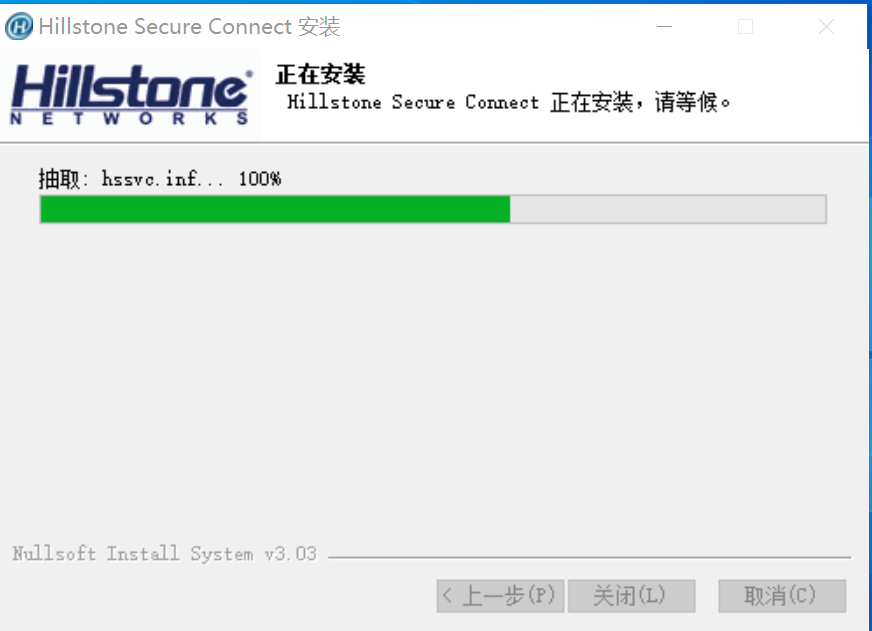 Hillstone Secure Connect 安装
Hillstone
NETWORKS
正在安装
Hillstone Secure Connect 正在安装，请等候。
抽取: hssvc.inf... 100%
Nullsoft Install System v3.03
< 上一步(P)
关闭(L)
取消(C)